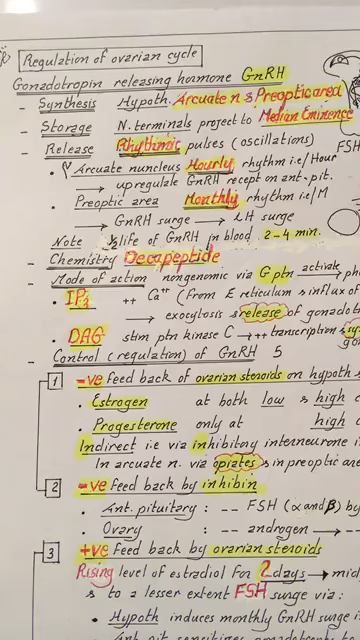 Regulation of ovarian cycle
Gonadotropin releasing hormone GnRH
- Synthesis Hypoth. Arcuate n & Preoptic area
- Storage N. terminals project to Median Eminence
Release Rhythmic pulses (oscillations) FSH
• Arcuate nuncleus Hourly rhythm i.e/Hour
→ upregulate GnRH recept on ant. pit.
• Preoptic area Monthly rhythm i.e/M
→ GnRH surge → LH surge
Note ½ life of GnRH in blood 2-4 min.
- Chemistry Decapeptide
- Mode of action nongenomic via G ptn activate
• IP3 ++ Ca++ (from E reticulum & influx of
→ exocytosis & release of gonadot
• DAG stim ptn kinase C → ++ transcription &
- Control (regulation) of GnRH 5
1 -ve feed back of ovarian steroids on hypoth &
• Estrogen at both low & high
• Progesterone only at high
Indirect i.e via inhibitory interneurone i
In arcuate n. via opiates & in preoptic are
2 -ve feed back by inhibin
• Ant. pituitary : -- FSH (α and β) by
• Ovary : -- androgen → --
3 +ve feed back by ovarian steroids
Rising level of estradiol for 2 days → mid
& to a lesser extent FSH surge via:
• Hypoth induces monthly GnRH surge